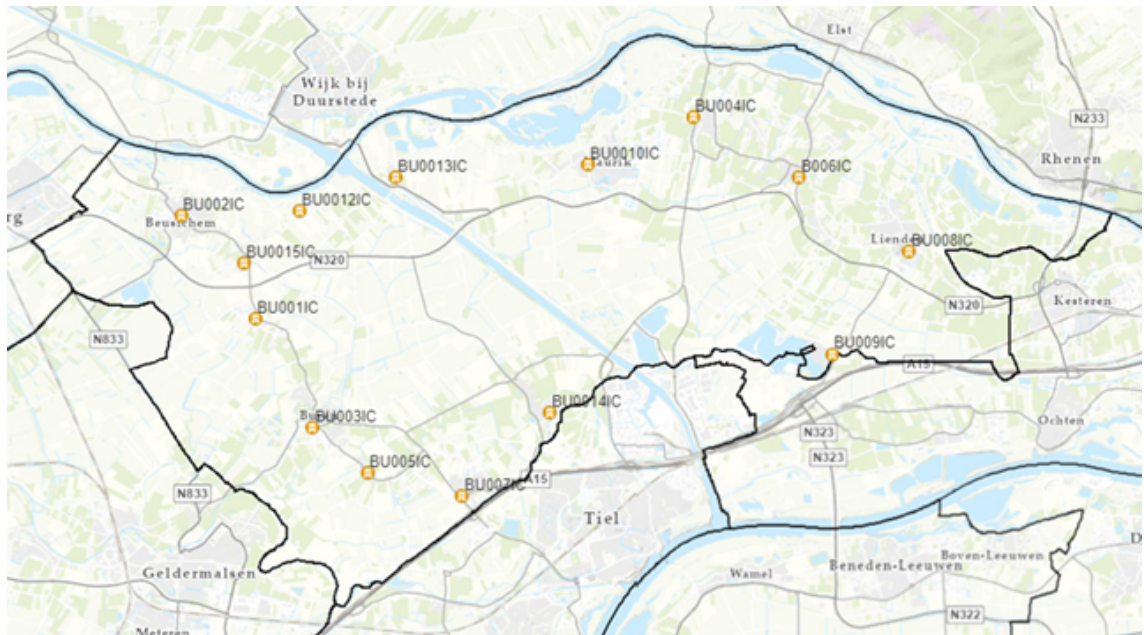 Elst
Wijk bij
Duurstede
BU004IC
N233
BU0010IC
Rhenen
BU0013IC
B006IC
BU002IC
BU0012IC
Beusichem
Lienden
BU008IC
BU0015IC
N320
N320
Kesteren
BU001IC
N833
BU009IC
A15
BU0014IC
BU003IC
Ochten
N323
BU005IC
N323
A15
N833
BU007IC
Tiel
Geldermalsen
Wamel
Boven-Leeuwen
Beneden-Leeuwen
N322
Meteren